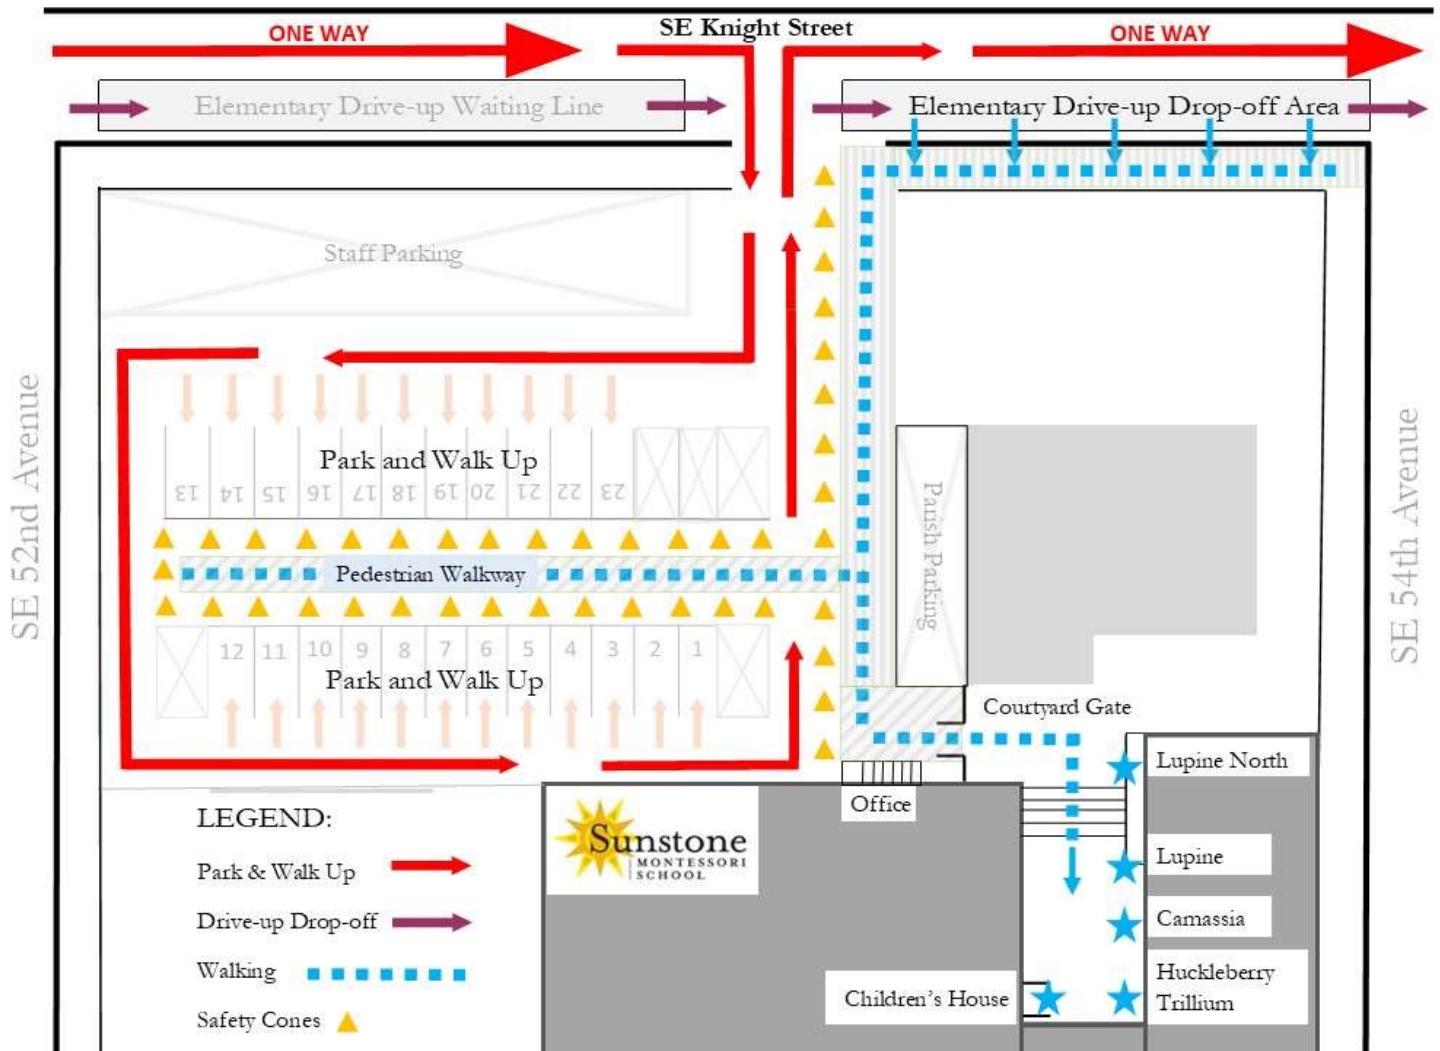 SE Knight Street
ONE WAY
ONE WAY
Elementary Drive-up Waiting Line
Elementary Drive-up Drop-off Area
Staff Parking
SE 52nd Avenue
SE 54th Avenue
Park and Walk Up
13 14 15 16 17 18 19 20 21 22 23
Pedestrian Walkway
Parish Parking
12 11 10 9 8 7 6 5 4 3 2 1
Park and Walk Up
Courtyard Gate
Lupine North
Office
LEGEND:
Sunstone
MONTESSORI
SCHOOL
Lupine
Park & Walk Up
Drive-up Drop-off
Camassia
Walking
Huckleberry
Trillium
Children's House
Safety Cones